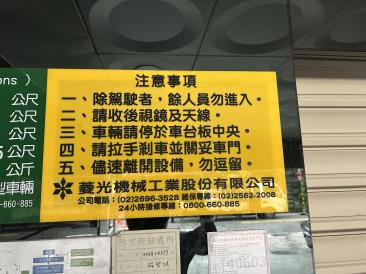 ons )
公尺
公尺
公尺
5公尺
公斤
型車輛
-660-885
注意事項
一、除駕駛者，餘人員勿進入。
二、請收後視鏡及天線。
三、車輛請停於車台板中央。
四、請拉手剎車並關妥車門。
五、儘速離開設備，勿逗留。
菱光機械工業股份有限公司
公司電話：(02)2696-3528 維保專線：(02)2562-2008
24小時搶修專線：0800-660-885